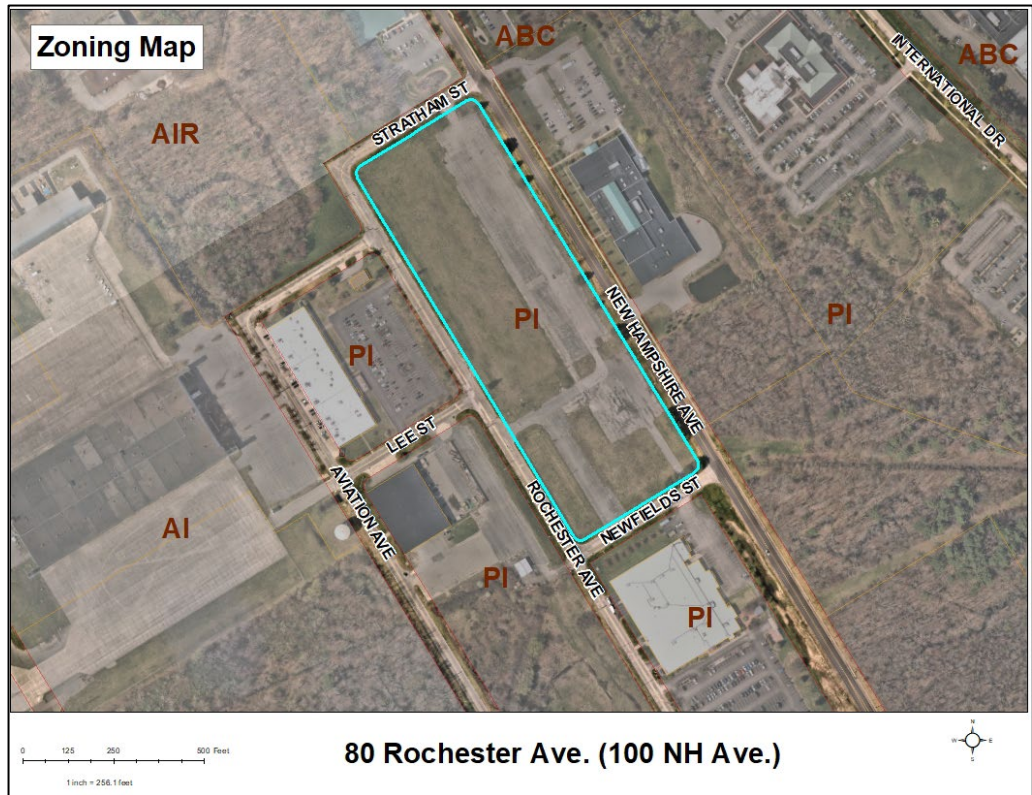 Zoning Map
ABC
ABC
INTERNATIONAL DR
STRATHAM ST
AIR
NEW HAMPSHIRE AVE
PI
PI
PI
LEE ST
AVIATION AVE
ROCHESTER AVE
NEWFIELDS ST
AI
PI
PI
0 125 250 500 Feet
1 inch = 256.1 feet
80 Rochester Ave. (100 NH Ave.)
N
W E
S